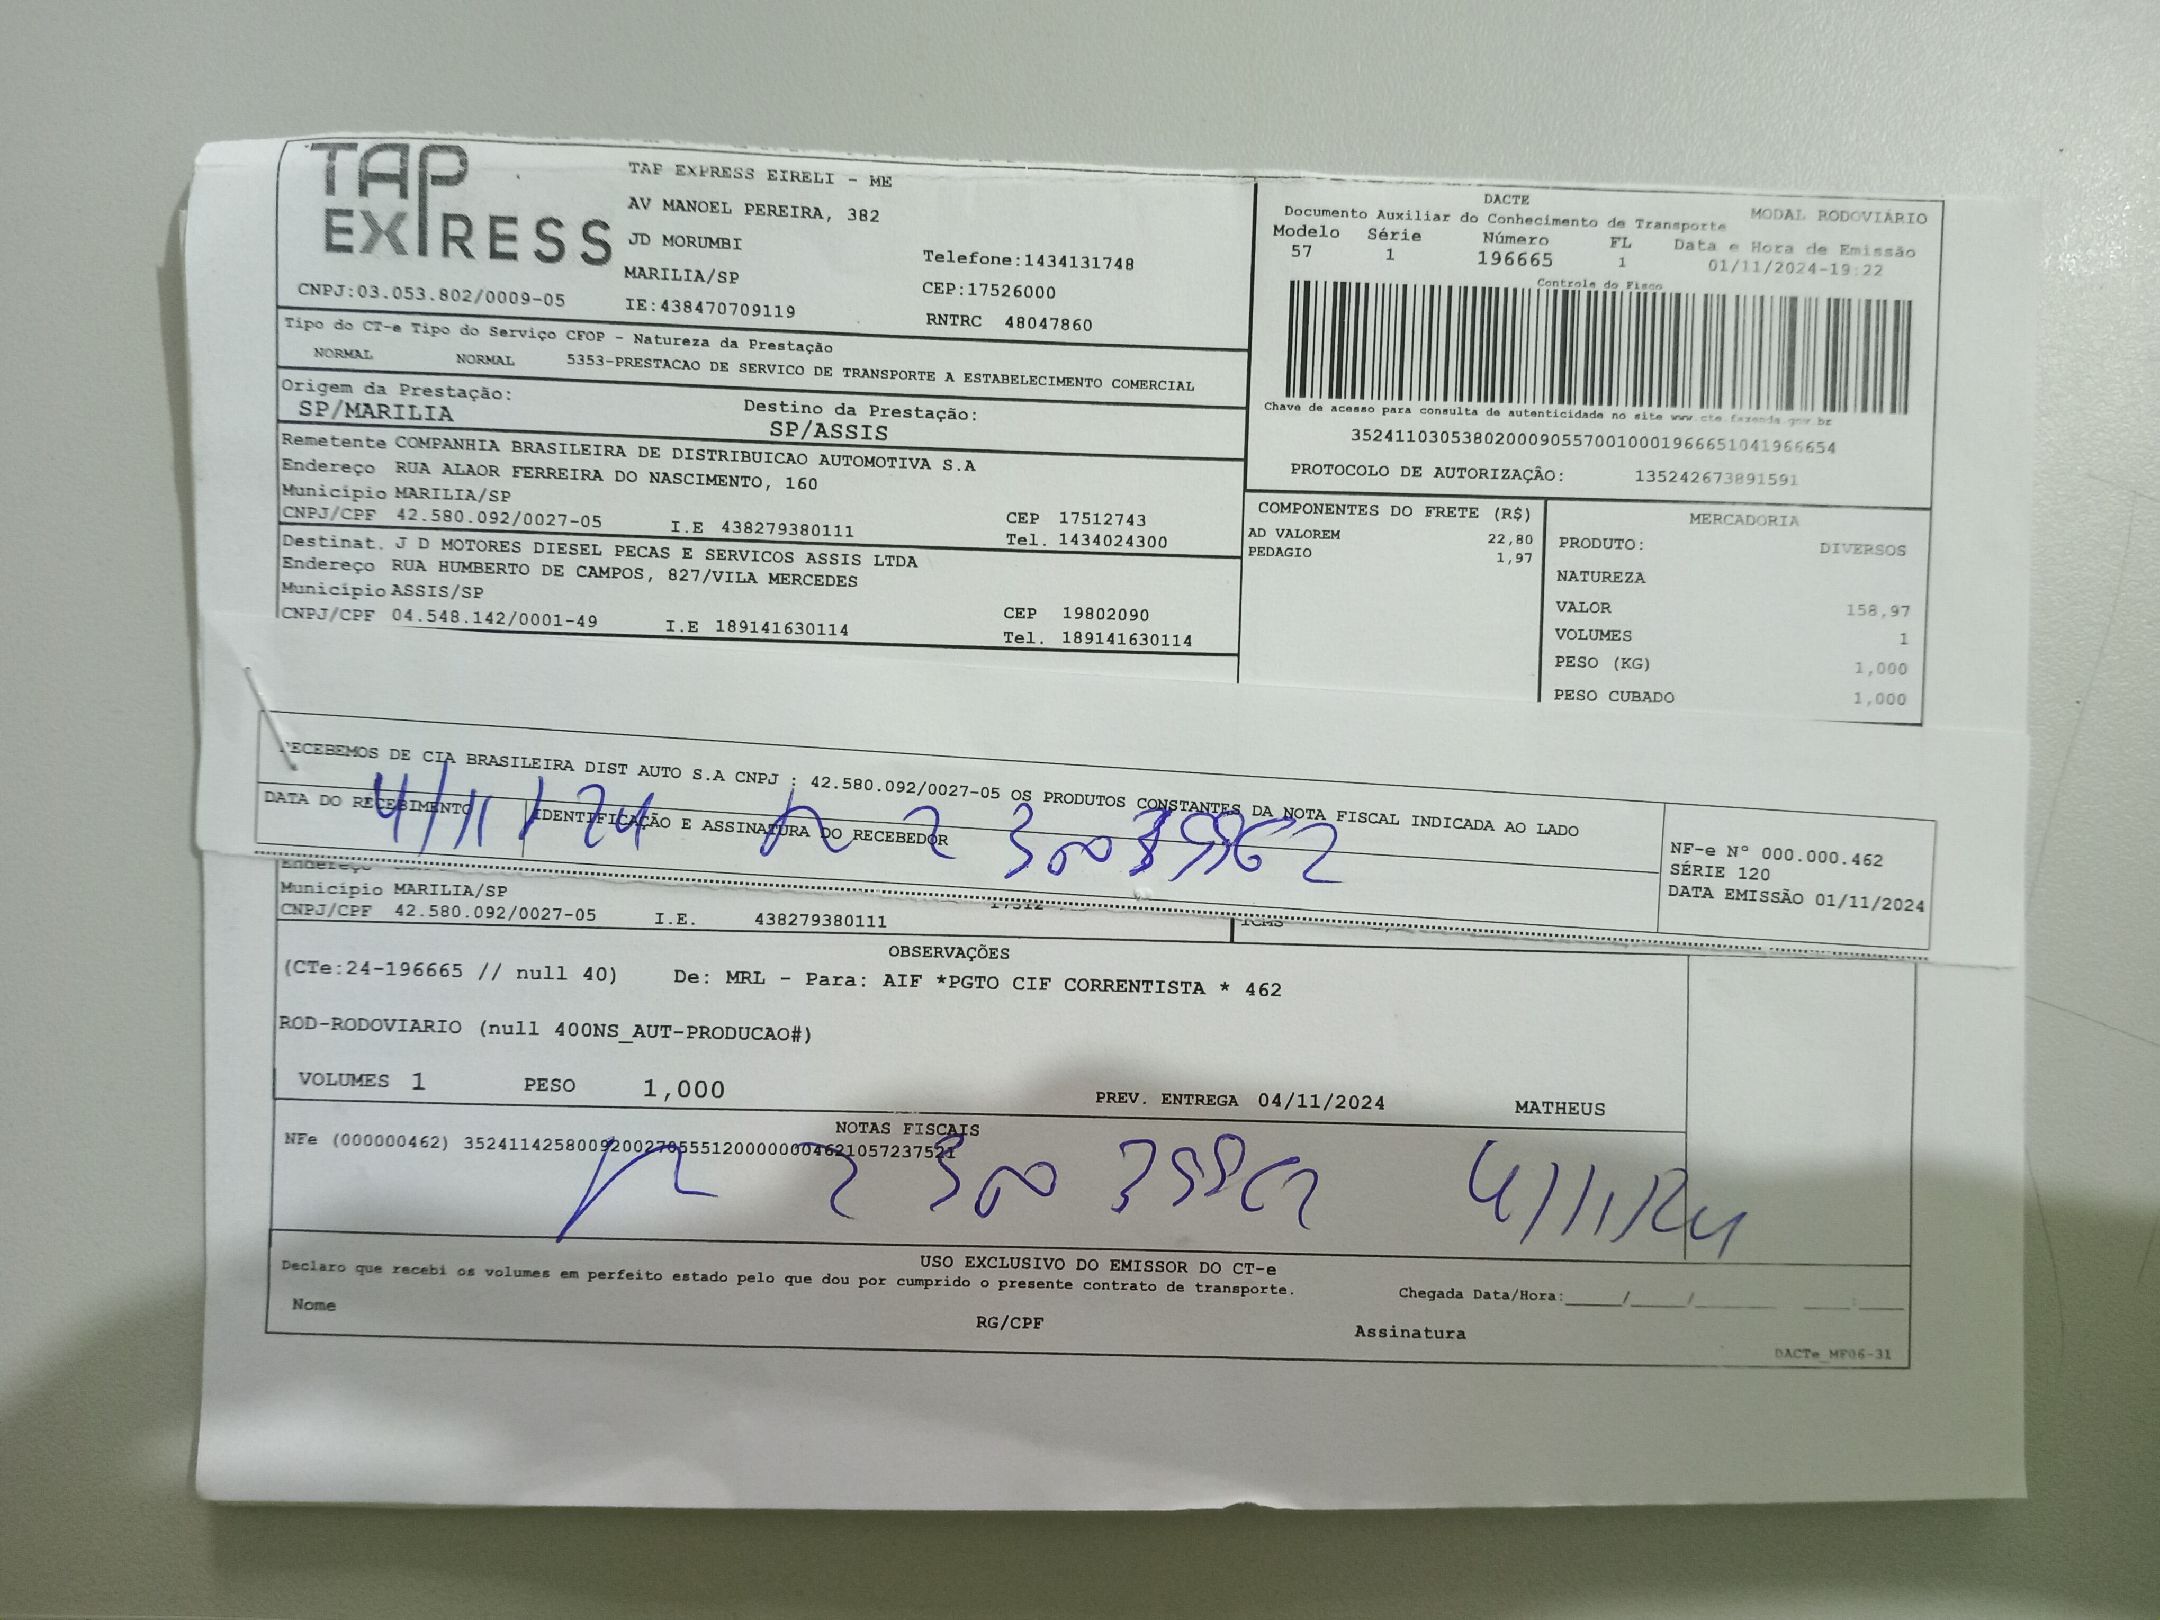 TAP
EXPRESS
TAP EXPRESS EIRELI - ME
AV MANOEL PEREIRA, 382
JD MORUMBI
MARILIA/SP
Telefone:1434131748
CEP:17526000
CNPJ:03.053.802/0009-05
IE:438470709119
RNTRC 48047860
DACTE
MODAL RODOVIÁRIO
Documento Auxiliar do Conhecimento de Transporte
Modelo Série Número FL Data e Hora de Emissão
57 1 196665 1 01/11/2024-19:22
Controle do Fisco
Chave de acesso para consulta de autenticidade no site www.cte.fazenda.gov.br
35241103053802000905570010001966651041966654
PROTOCOLO DE AUTORIZAÇÃO: 135242673891591
Tipo do CT-e Tipo do Serviço CFOP - Natureza da Prestação
NORMAL NORMAL 5353-PRESTACAO DE SERVICO DE TRANSPORTE A ESTABELECIMENTO COMERCIAL
Origem da Prestação: Destino da Prestação:
SP/MARILIA SP/ASSIS
Remetente COMPANHIA BRASILEIRA DE DISTRIBUICAO AUTOMOTIVA S.A
Endereço RUA ALAOR FERREIRA DO NASCIMENTO, 160
Município MARILIA/SP CEP 17512743
CNPJ/CPF 42.580.092/0027-05 I.E 438279380111 Tel. 1434024300
Destinat. J D MOTORES DIESEL PECAS E SERVICOS ASSIS LTDA
Endereço RUA HUMBERTO DE CAMPOS, 827/VILA MERCEDES
Município ASSIS/SP CEP 19802090
CNPJ/CPF 04.548.142/0001-49 I.E 189141630114 Tel. 189141630114
COMPONENTES DO FRETE (R$)
AD VALOREM 22,80
PEDAGIO 1,97
MERCADORIA
PRODUTO: DIVERSOS
NATUREZA
VALOR 158,97
VOLUMES 1
PESO (KG) 1,000
PESO CUBADO 1,000
RECEBEMOS DE CIA BRASILEIRA DIST AUTO S.A CNPJ : 42.580.092/0027-05 OS PRODUTOS CONSTANTES DA NOTA FISCAL INDICADA AO LADO
DATA DO RECEBIMENTO IDENTIFICAÇÃO E ASSINATURA DO RECEBEDOR
4/11/24
NF-e N° 000.000.462
SÉRIE 120
DATA EMISSÃO 01/11/2024
Endereço
Município MARILIA/SP
CNPJ/CPF 42.580.092/0027-05 I.E. 438279380111
ICMS
OBSERVAÇÕES
(CTe:24-196665 // null 40) De: MRL - Para: AIF *PGTO CIF CORRENTISTA * 462
ROD-RODOVIARIO (null 400NS_AUT-PRODUCAO#)
VOLUMES 1 PESO 1,000 PREV. ENTREGA 04/11/2024 MATHEUS
NOTAS FISCAIS
NFe (000000462) 35241142580092002705551200000004621057237521
4/11/24
USO EXCLUSIVO DO EMISSOR DO CT-e
Declaro que recebi os volumes em perfeito estado pelo que dou por cumprido o presente contrato de transporte.
Chegada Data/Hora:____/____/______ ____:____
Nome RG/CPF Assinatura
DACTe_MF06-31